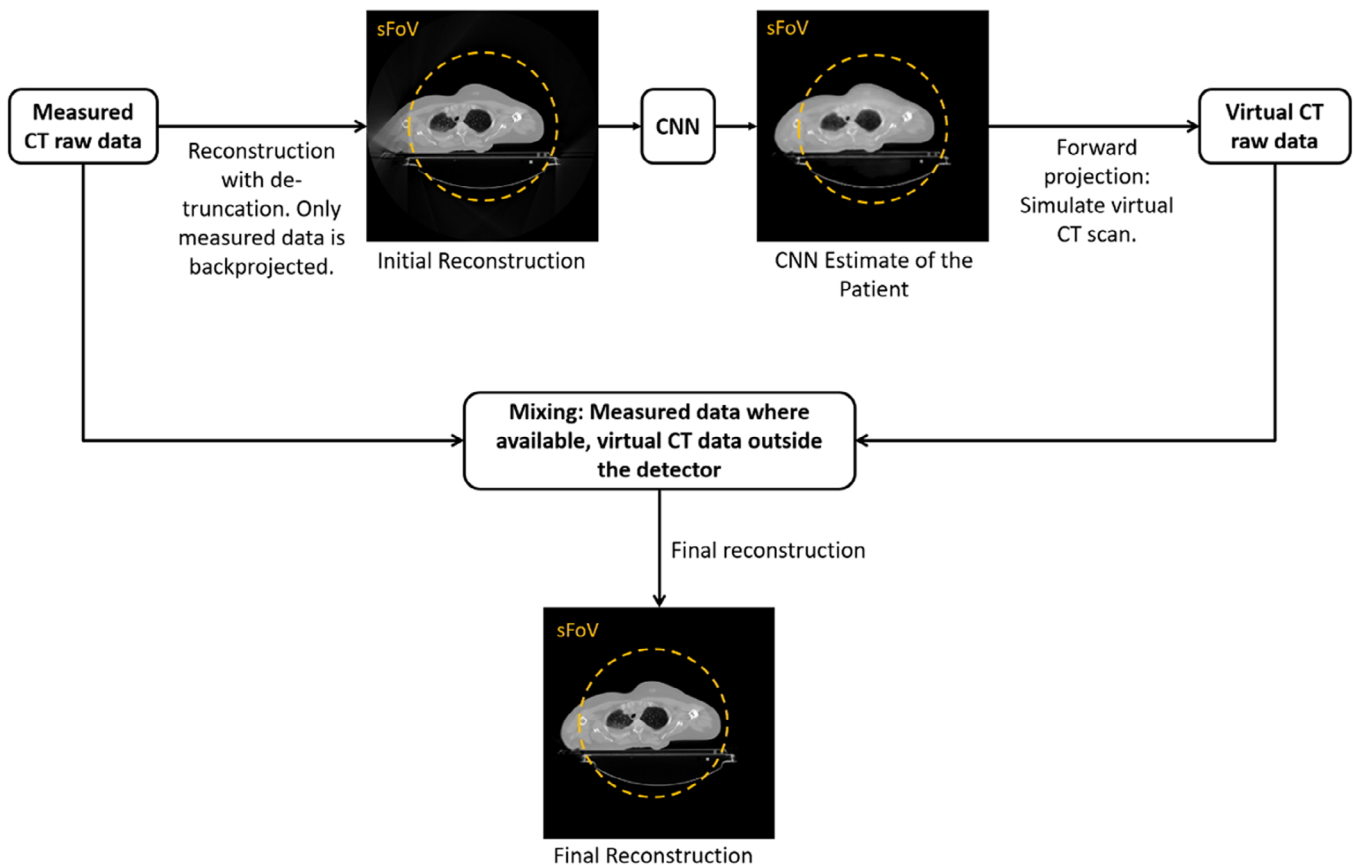 sFoV
sFoV
Measured
CT raw data
CNN
Virtual CT
raw data
Reconstruction
with de-
truncation. Only
measured data is
backprojected.
Forward
projection:
Simulate virtual
CT scan.
Initial Reconstruction
CNN Estimate of the
Patient
Mixing: Measured data where
available, virtual CT data outside
the detector
Final reconstruction
sFoV
Final Reconstruction